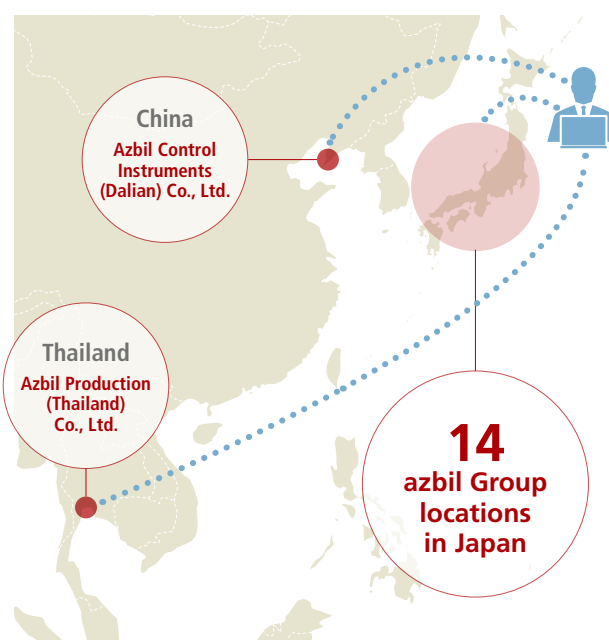 China
Azbil Control
Instruments
(Dalian) Co., Ltd.
Thailand
Azbil Production
(Thailand)
Co., Ltd.
14
azbil Group
locations
in Japan